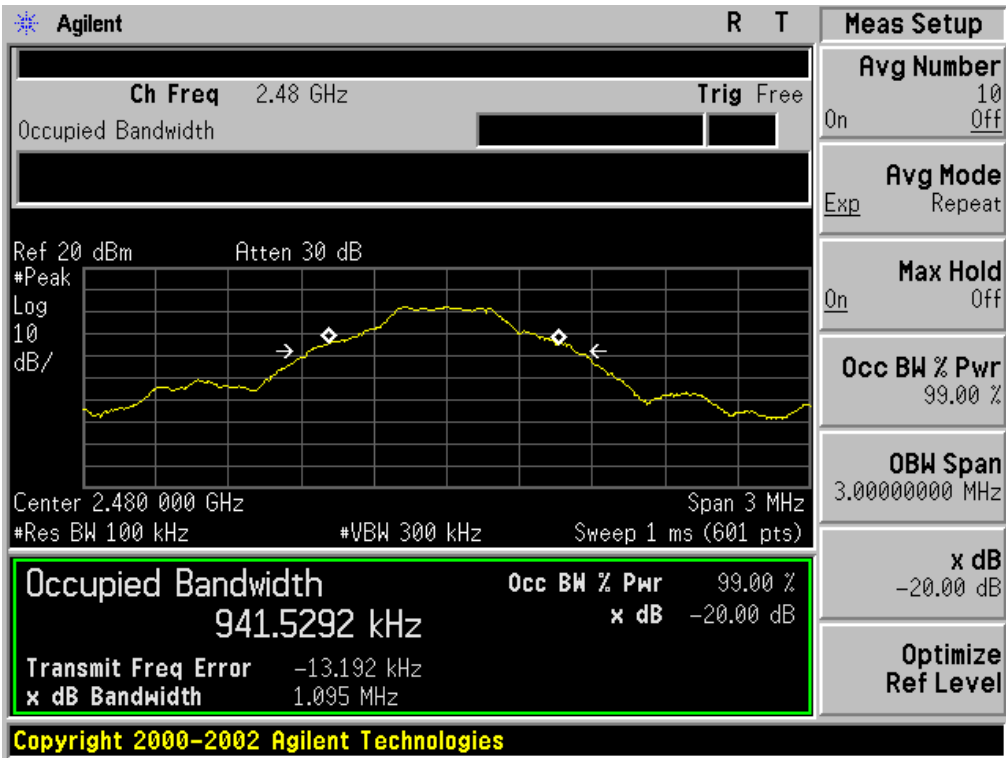 Agilent R T
Ch Freq 2.48 GHz Trig Free
Occupied Bandwidth
Ref 20 dBm Atten 30 dB
#Peak
Log
10
dB/
Center 2.480 000 GHz Span 3 MHz
#Res BW 100 kHz #VBW 300 kHz Sweep 1 ms (601 pts)
Occupied Bandwidth Occ BW % Pwr 99.00 %
941.5292 kHz x dB -20.00 dB
Transmit Freq Error -13.192 kHz
x dB Bandwidth 1.095 MHz
Copyright 2000-2002 Agilent Technologies
Meas Setup
Avg Number
10
On Off
Avg Mode
Exp Repeat
Max Hold
On Off
Occ BW % Pwr
99.00 %
OBW Span
3.00000000 MHz
x dB
-20.00 dB
Optimize
Ref Level